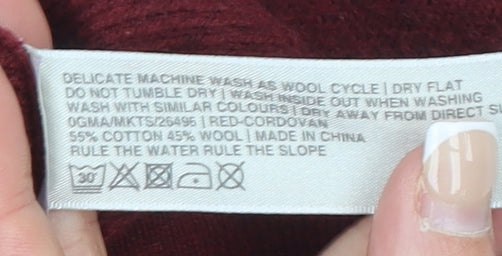 DELICATE MACHINE WASH AS WOOL CYCLE | DRY FLAT
DO NOT TUMBLE DRY | WASH INSIDE OUT WHEN WASHING
WASH WITH SIMILAR COLOURS | DRY AWAY FROM DIRECT
0GMA/MKTS/26496 | RED-CORDOVAN
55% COTTON 45% WOOL | MADE IN CHINA
RULE THE WATER RULE THE SLOPE
30